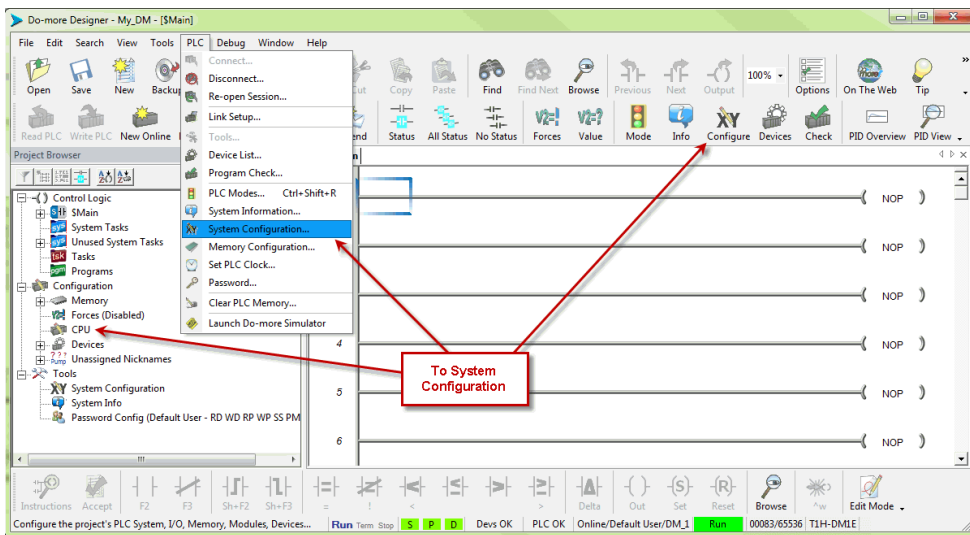 Do-more Designer - My_DM - [$Main]
File Edit Search View Tools PLC Debug Window Help
Open Save New Backup Cut Copy Paste Find Find Next Browse Previous Next Output 100% Options On The Web Tip
Read PLC Write PLC New Online Status All Status No Status Forces Value Mode Info Configure Devices Check PID Overview PID View
Connect...
Disconnect...
Re-open Session...
Link Setup...
Tools...
Device List...
Program Check...
PLC Modes... Ctrl+Shift+R
System Information...
System Configuration...
Memory Configuration...
Set PLC Clock...
Password...
Clear PLC Memory...
Launch Do-more Simulator
Project Browser
Control Logic
$Main
System Tasks
Unused System Tasks
Tasks
Programs
Configuration
Memory
Forces (Disabled)
CPU
Devices
Unassigned Nicknames
Tools
System Configuration
System Info
Password Config (Default User - RD WD RP WP SS PM
NOP
NOP
NOP
4 NOP
5 NOP
6 NOP
To System
Configuration
Instructions Accept F2 F3 Sh+F2 Sh+F3 = ! < > Delta Out Set Reset Browse ^w Edit Mode
Configure the project's PLC System, I/O, Memory, Modules, Devices... Run Term Stop S P D Devs OK PLC OK Online/Default User/DM_1 Run 00083/65536 T1H-DM1E